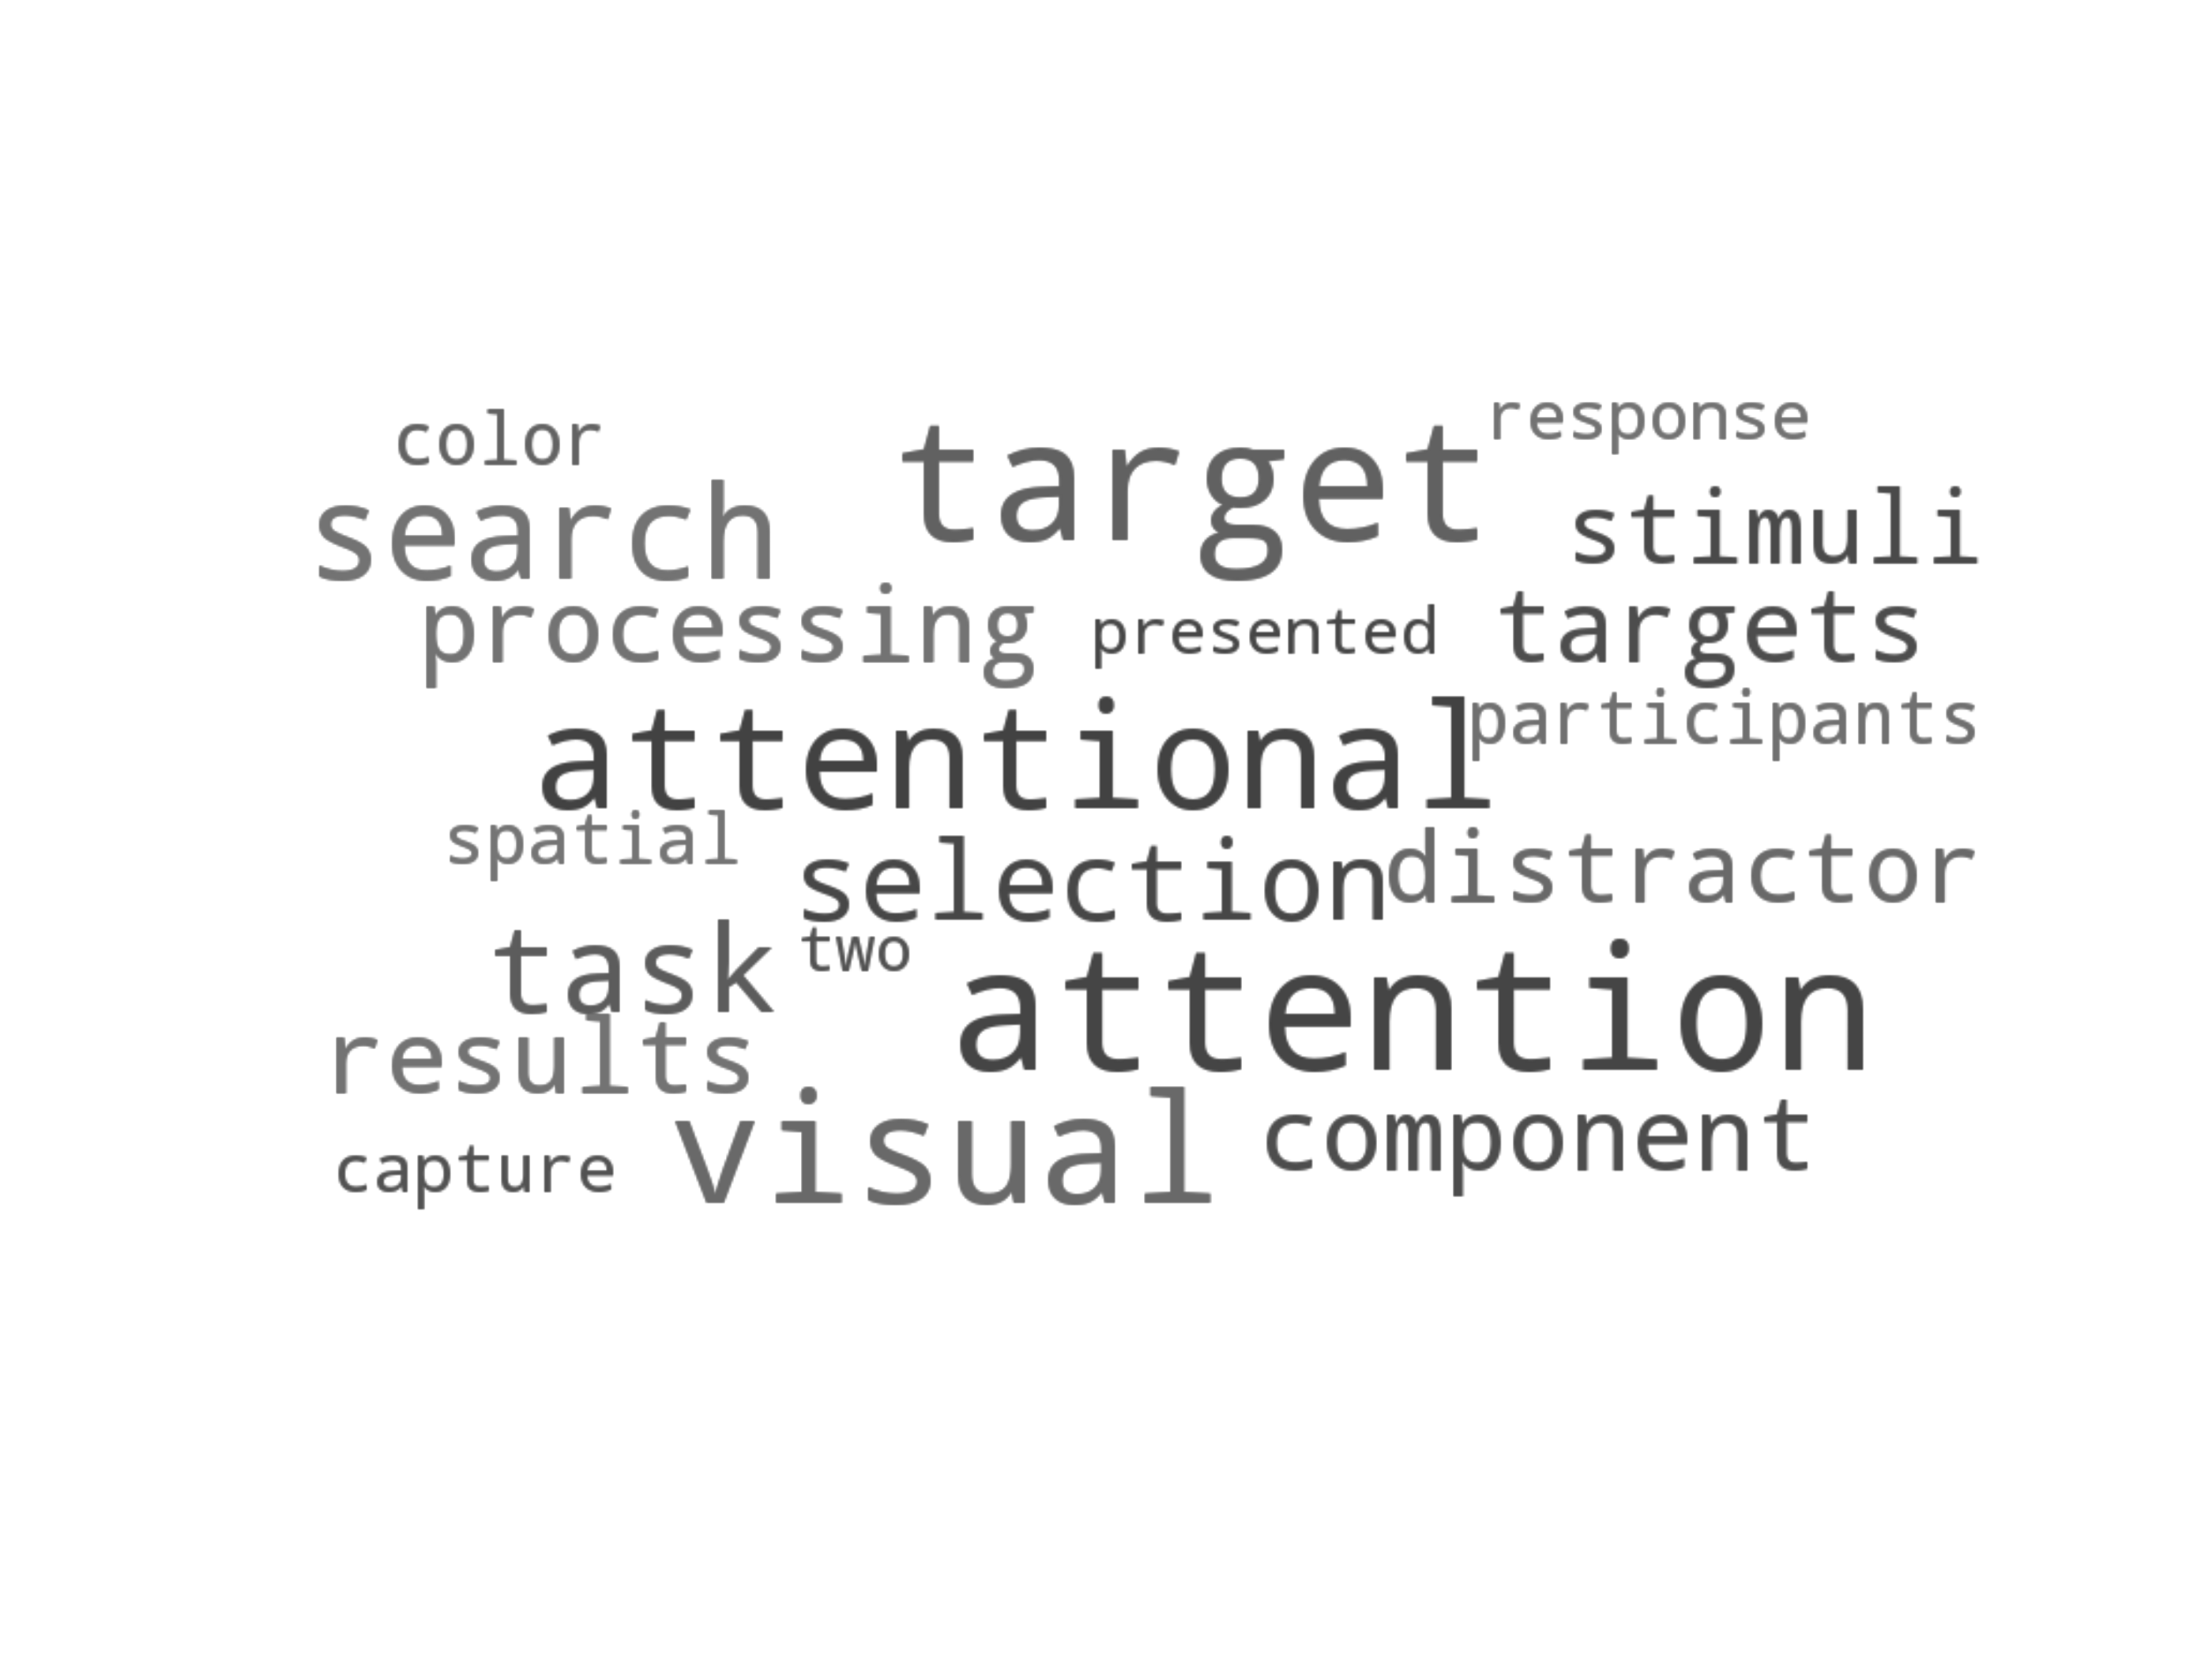 color
response
target
search
stimuli
processing
presented
targets
participants
attentional
spatial
selection
distractor
task
two
attention
results
visual
component
capture